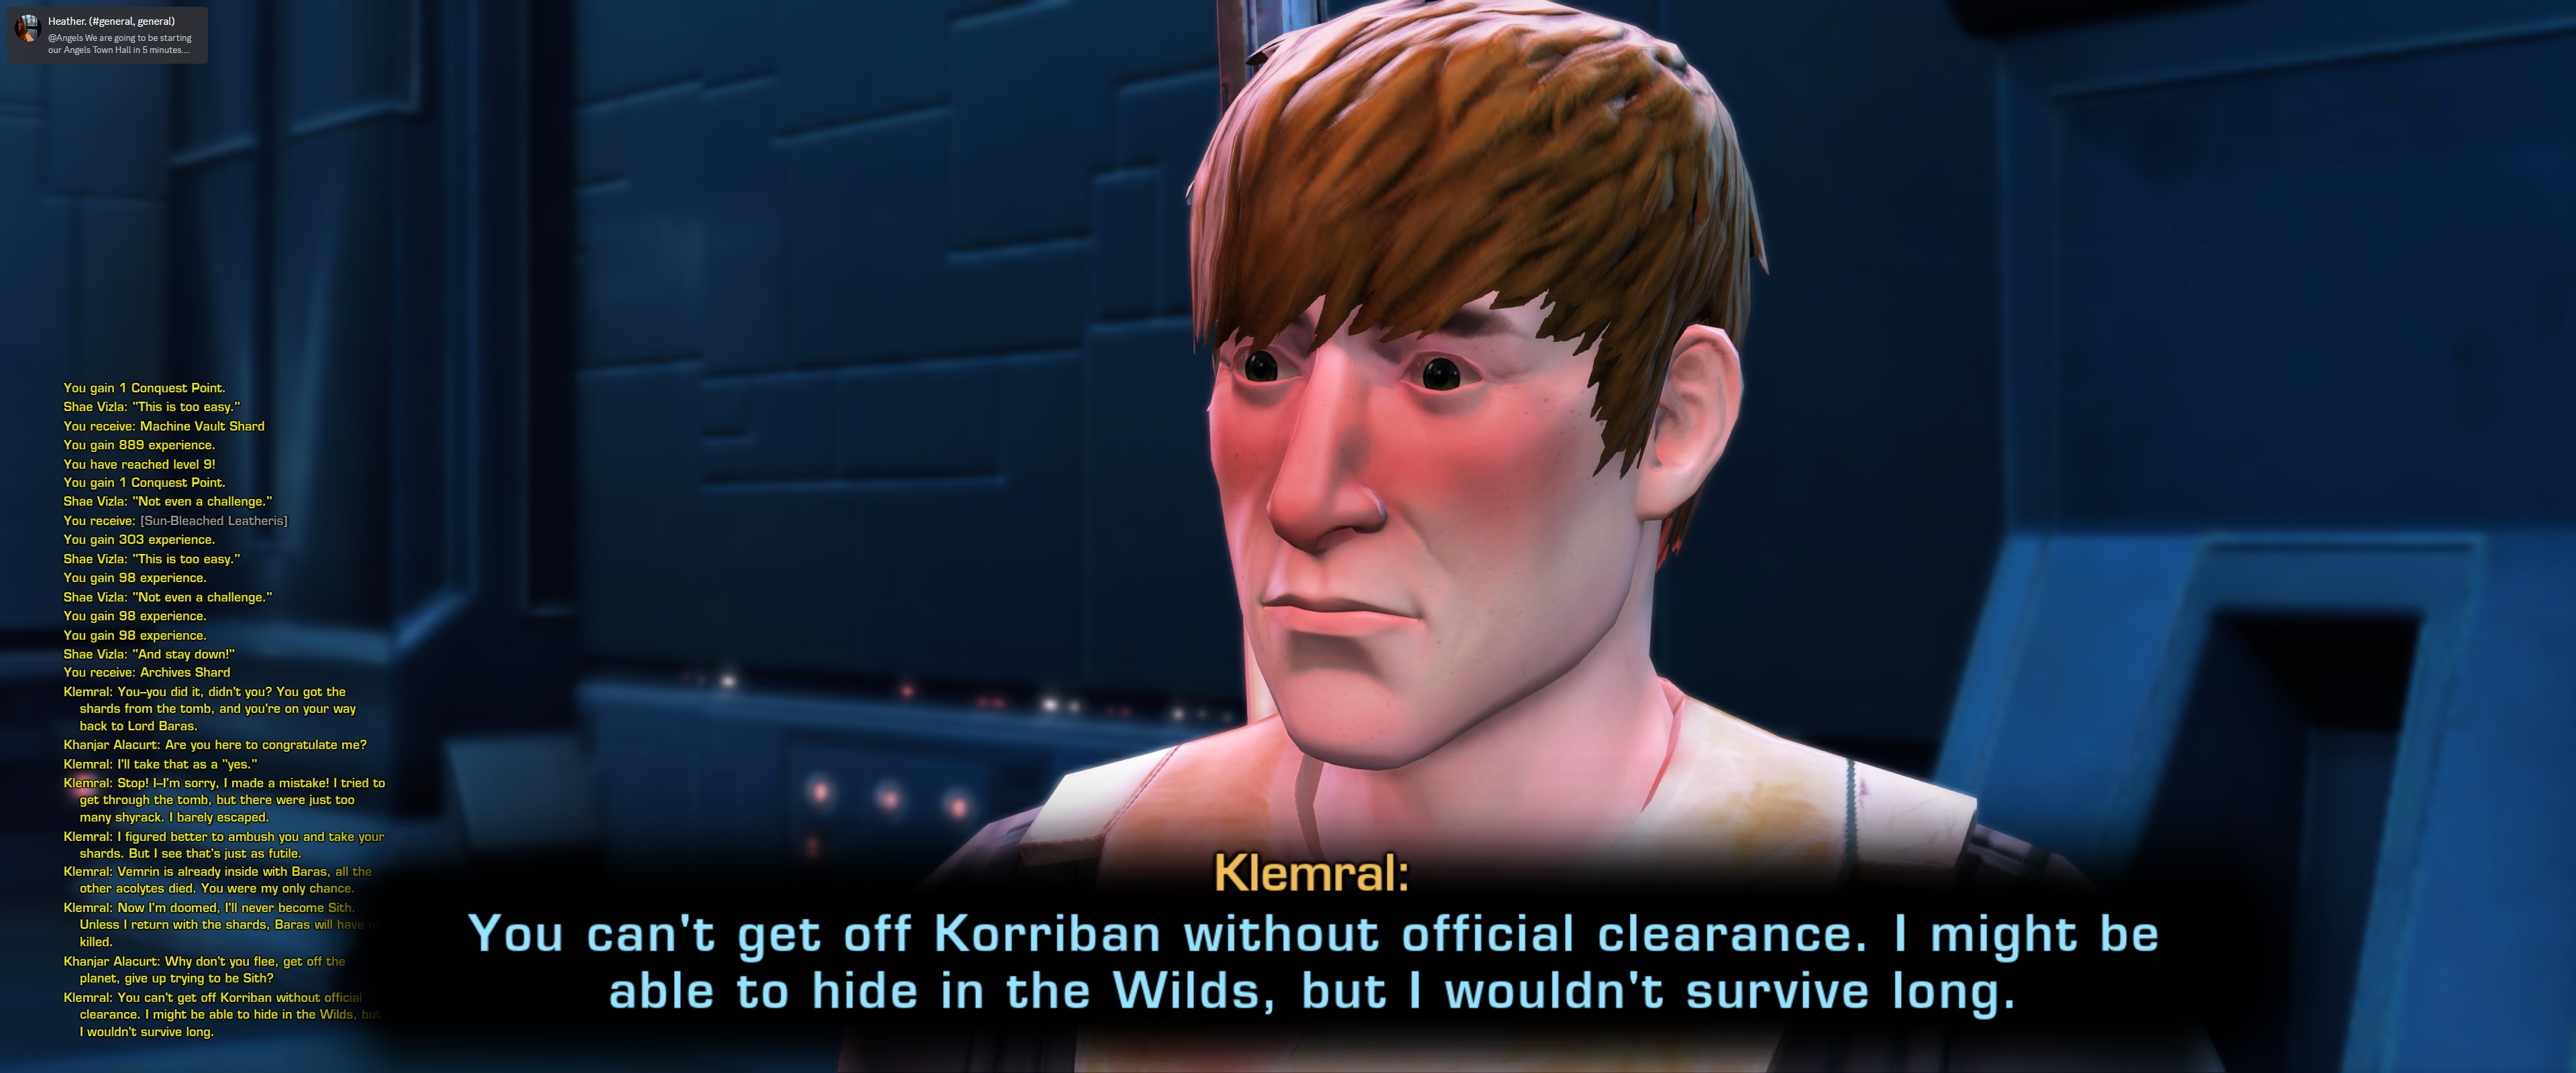 Heather. (#general, general)
@Angels We are going to be starting
our Angels Town Hall in 5 minutes....
You gain 1 Conquest Point.
Shae Vizla: "This is too easy."
You receive: Machine Vault Shard
You gain 889 experience.
You have reached level 9!
You gain 1 Conquest Point.
Shae Vizla: "Not even a challenge."
You receive: [Sun-Bleached Leatheris]
You gain 303 experience.
Shae Vizla: "This is too easy."
You gain 98 experience.
Shae Vizla: "Not even a challenge."
You gain 98 experience.
You gain 98 experience.
Shae Vizla: "And stay down!"
You receive: Archives Shard
Klemral: You–you did it, didn't you? You got the
shards from the tomb, and you're on your way
back to Lord Baras.
Khanjar Alacurt: Are you here to congratulate me?
Klemral: I'll take that as a "yes."
Klemral: Stop! I–I'm sorry, I made a mistake! I tried to
get through the tomb, but there were just too
many shyrack. I barely escaped.
Klemral: I figured better to ambush you and take your
shards. But I see that's just as futile.
Klemral: Vemrin is already inside with Baras, all the
other acolytes died. You were my only chance.
Klemral: Now I'm doomed, I'll never become Sith.
Unless I return with the shards, Baras will have
killed.
Khanjar Alacurt: Why don't you flee, get off the
planet, give up trying to be Sith?
Klemral: You can't get off Korriban without official
clearance. I might be able to hide in the Wilds, but
I wouldn't survive long.
Klemral:
You can't get off Korriban without official clearance. I might be
able to hide in the Wilds, but I wouldn't survive long.